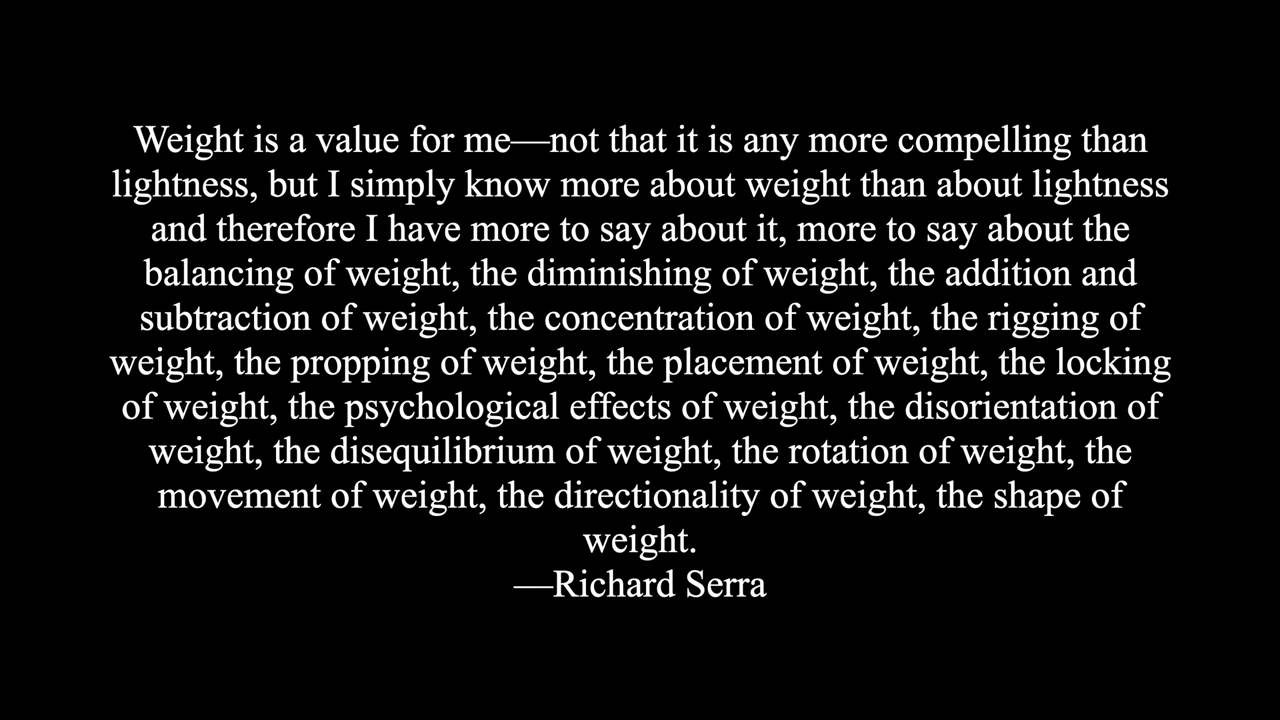 Weight is a value for me—not that it is any more compelling than
lightness, but I simply know more about weight than about lightness
and therefore I have more to say about it, more to say about the
balancing of weight, the diminishing of weight, the addition and
subtraction of weight, the concentration of weight, the rigging of
weight, the propping of weight, the placement of weight, the locking
of weight, the psychological effects of weight, the disorientation of
weight, the disequilibrium of weight, the rotation of weight, the
movement of weight, the directionality of weight, the shape of
weight.
—Richard Serra